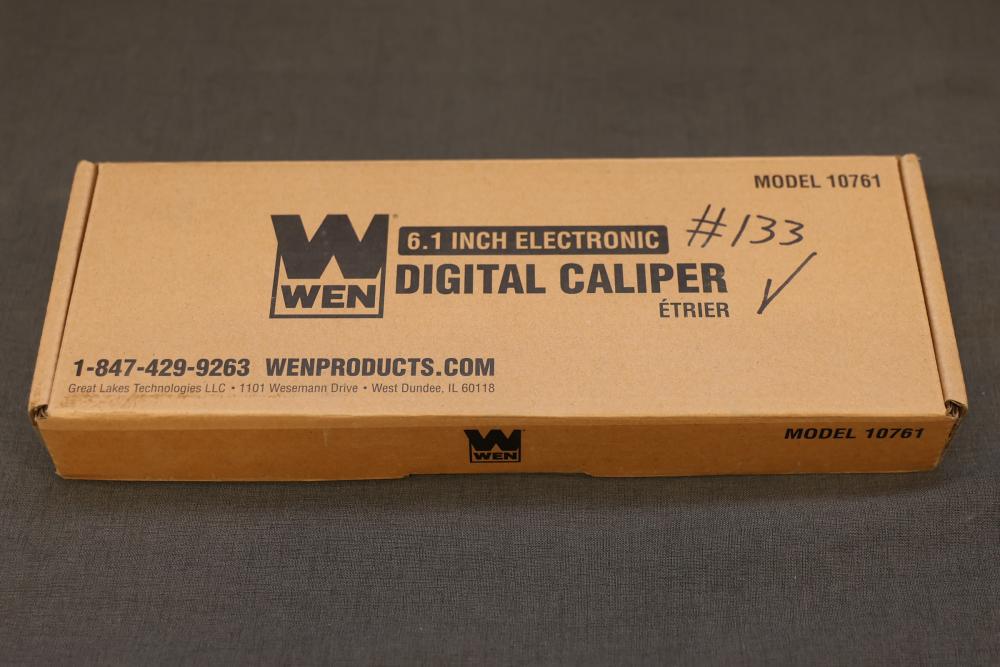 MODEL 10761
WEN
6.1 INCH ELECTRONIC
#133
DIGITAL CALIPER
ÉTRIER
1-847-429-9263 WENPRODUCTS.COM
Great Lakes Technologies LLC • 1101 Wesemann Drive • West Dundee, IL 60118
WEN
MODEL 10761